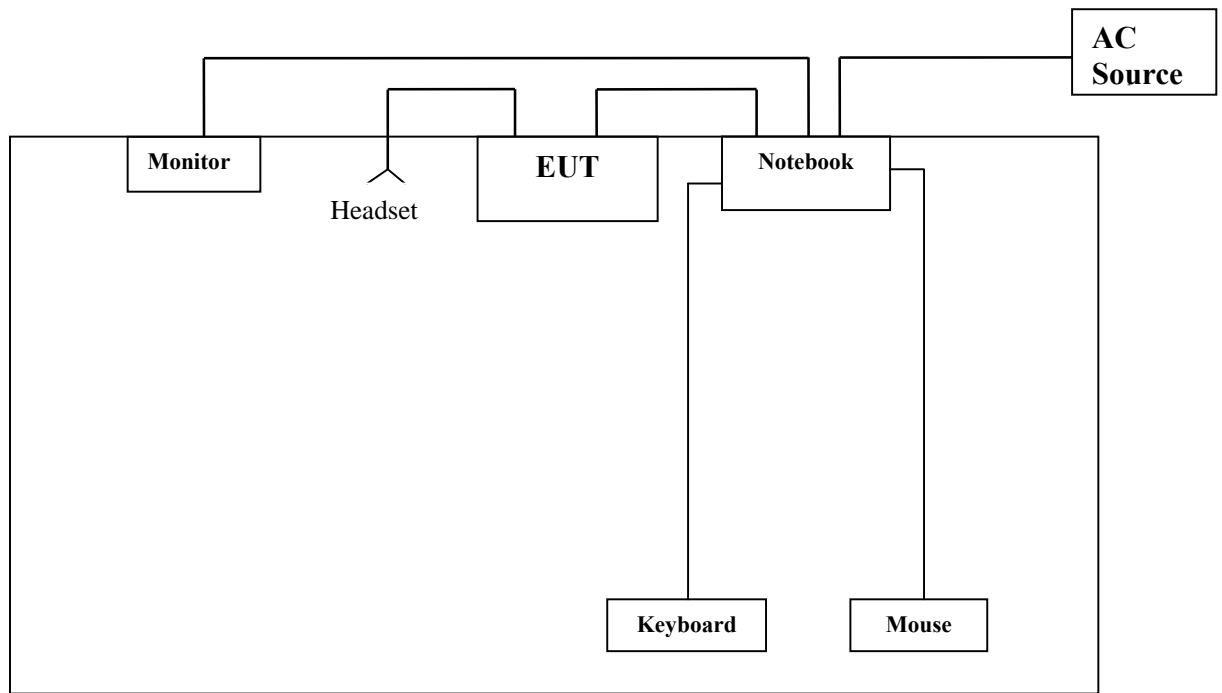 AC
Source
Monitor
EUT
Notebook
Headset
Keyboard
Mouse